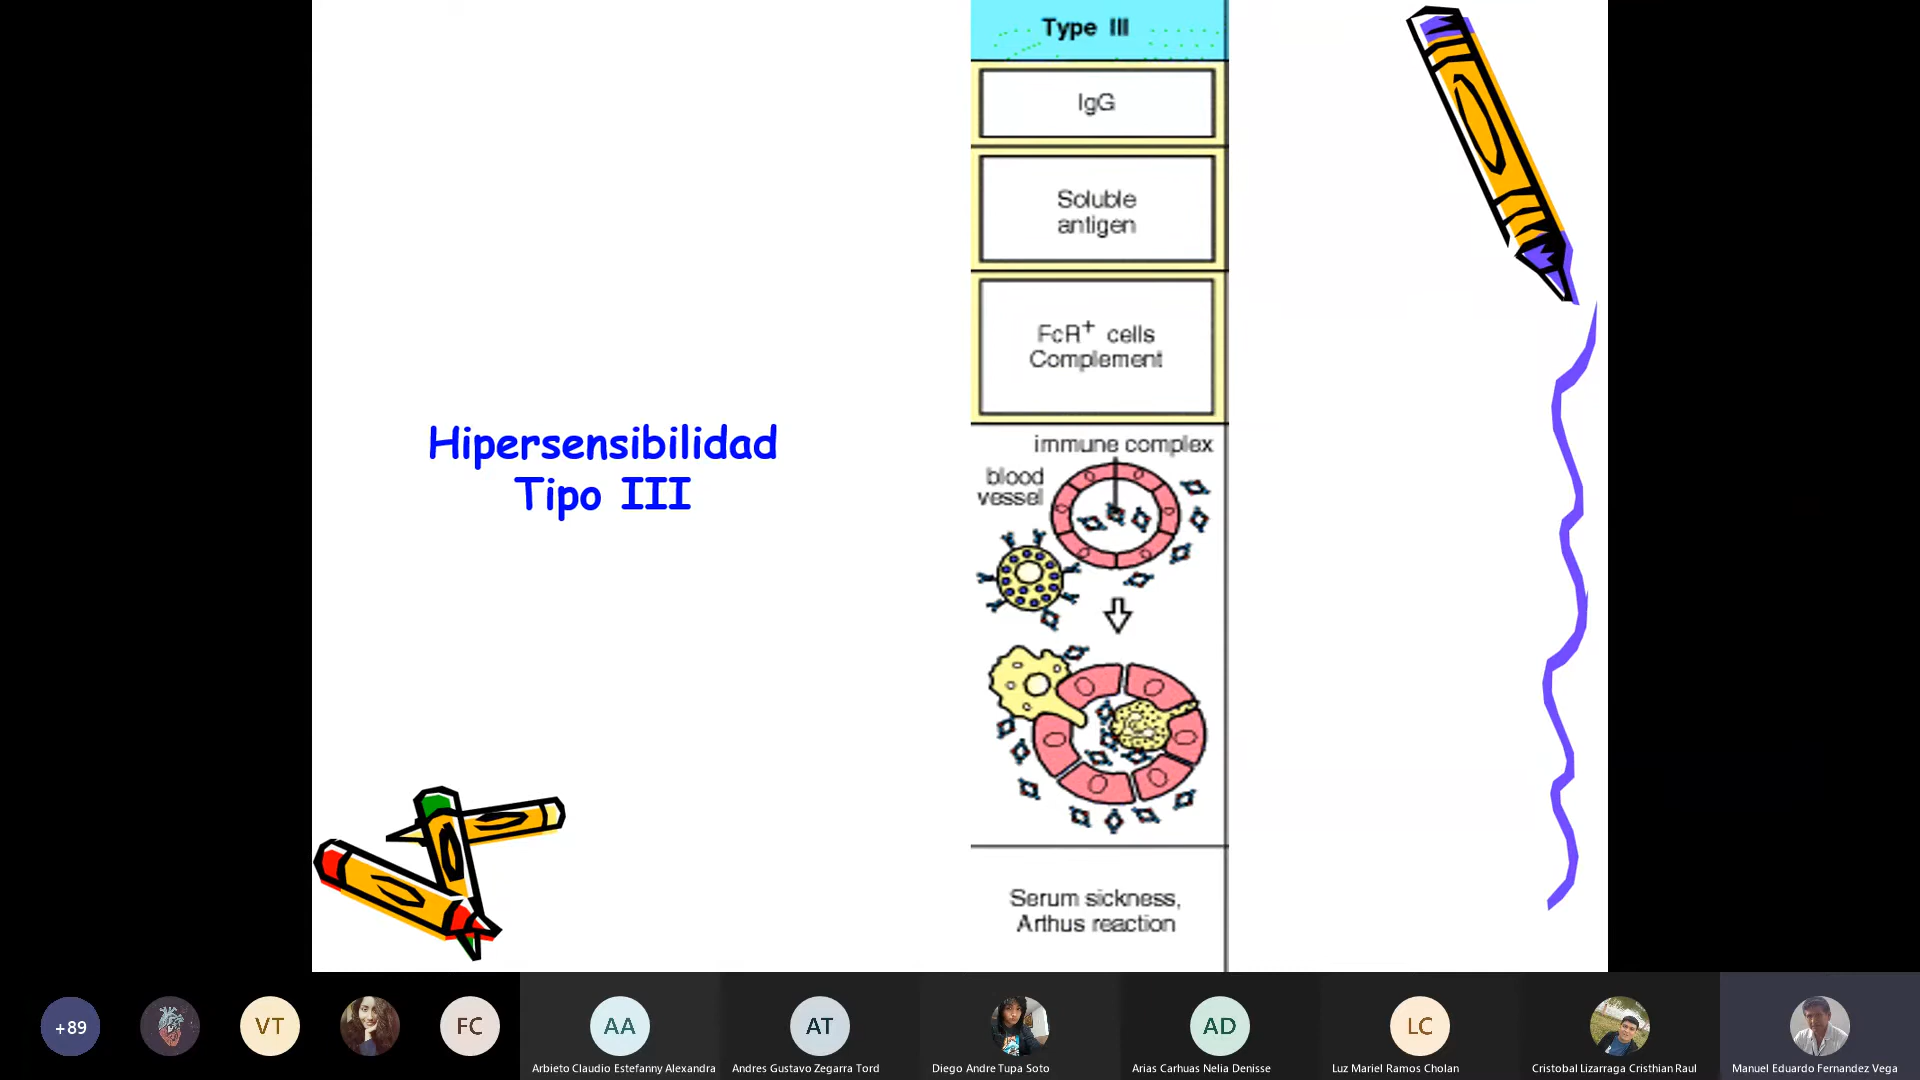 Type III
IgG
Soluble
antigen
FcR+ cells
Complement
Hipersensibilidad
Tipo III
immune complex
blood
vessel
Serum sickness,
Arthus reaction
+89
VT
FC
AA
AT
AD
LC
Arbieto Claudio Estefanny Alexandra
Andres Gustavo Zegarra Tord
Diego Andre Tupa Soto
Arias Carhuas Nelia Denisse
Luz Mariel Ramos Cholan
Cristobal Lizarraga Cristhian Raul
Manuel Eduardo Fernandez Vega